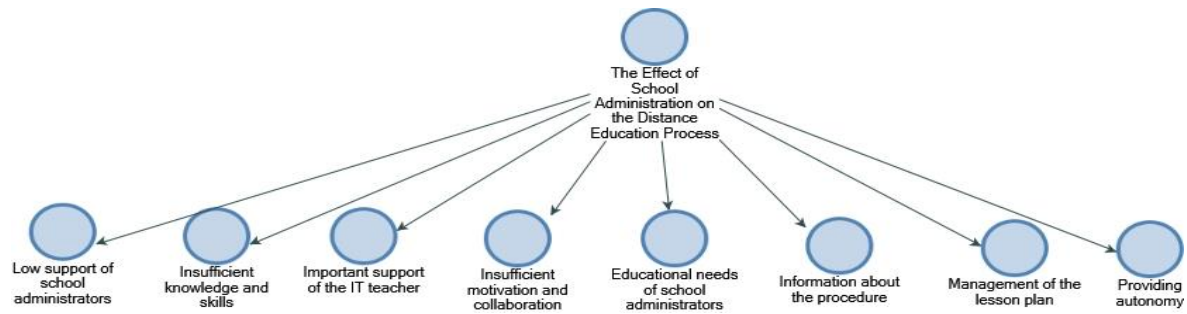 The Effect of
School
Administration on
the Distance
Education Process
Low support of
school
administrators
Insufficient
knowledge and
skills
Important support
of the IT teacher
Insufficient
motivation and
collaboration
Educational needs
of school
administrators
Information about
the procedure
Management of the
lesson plan
Providing
autonomy